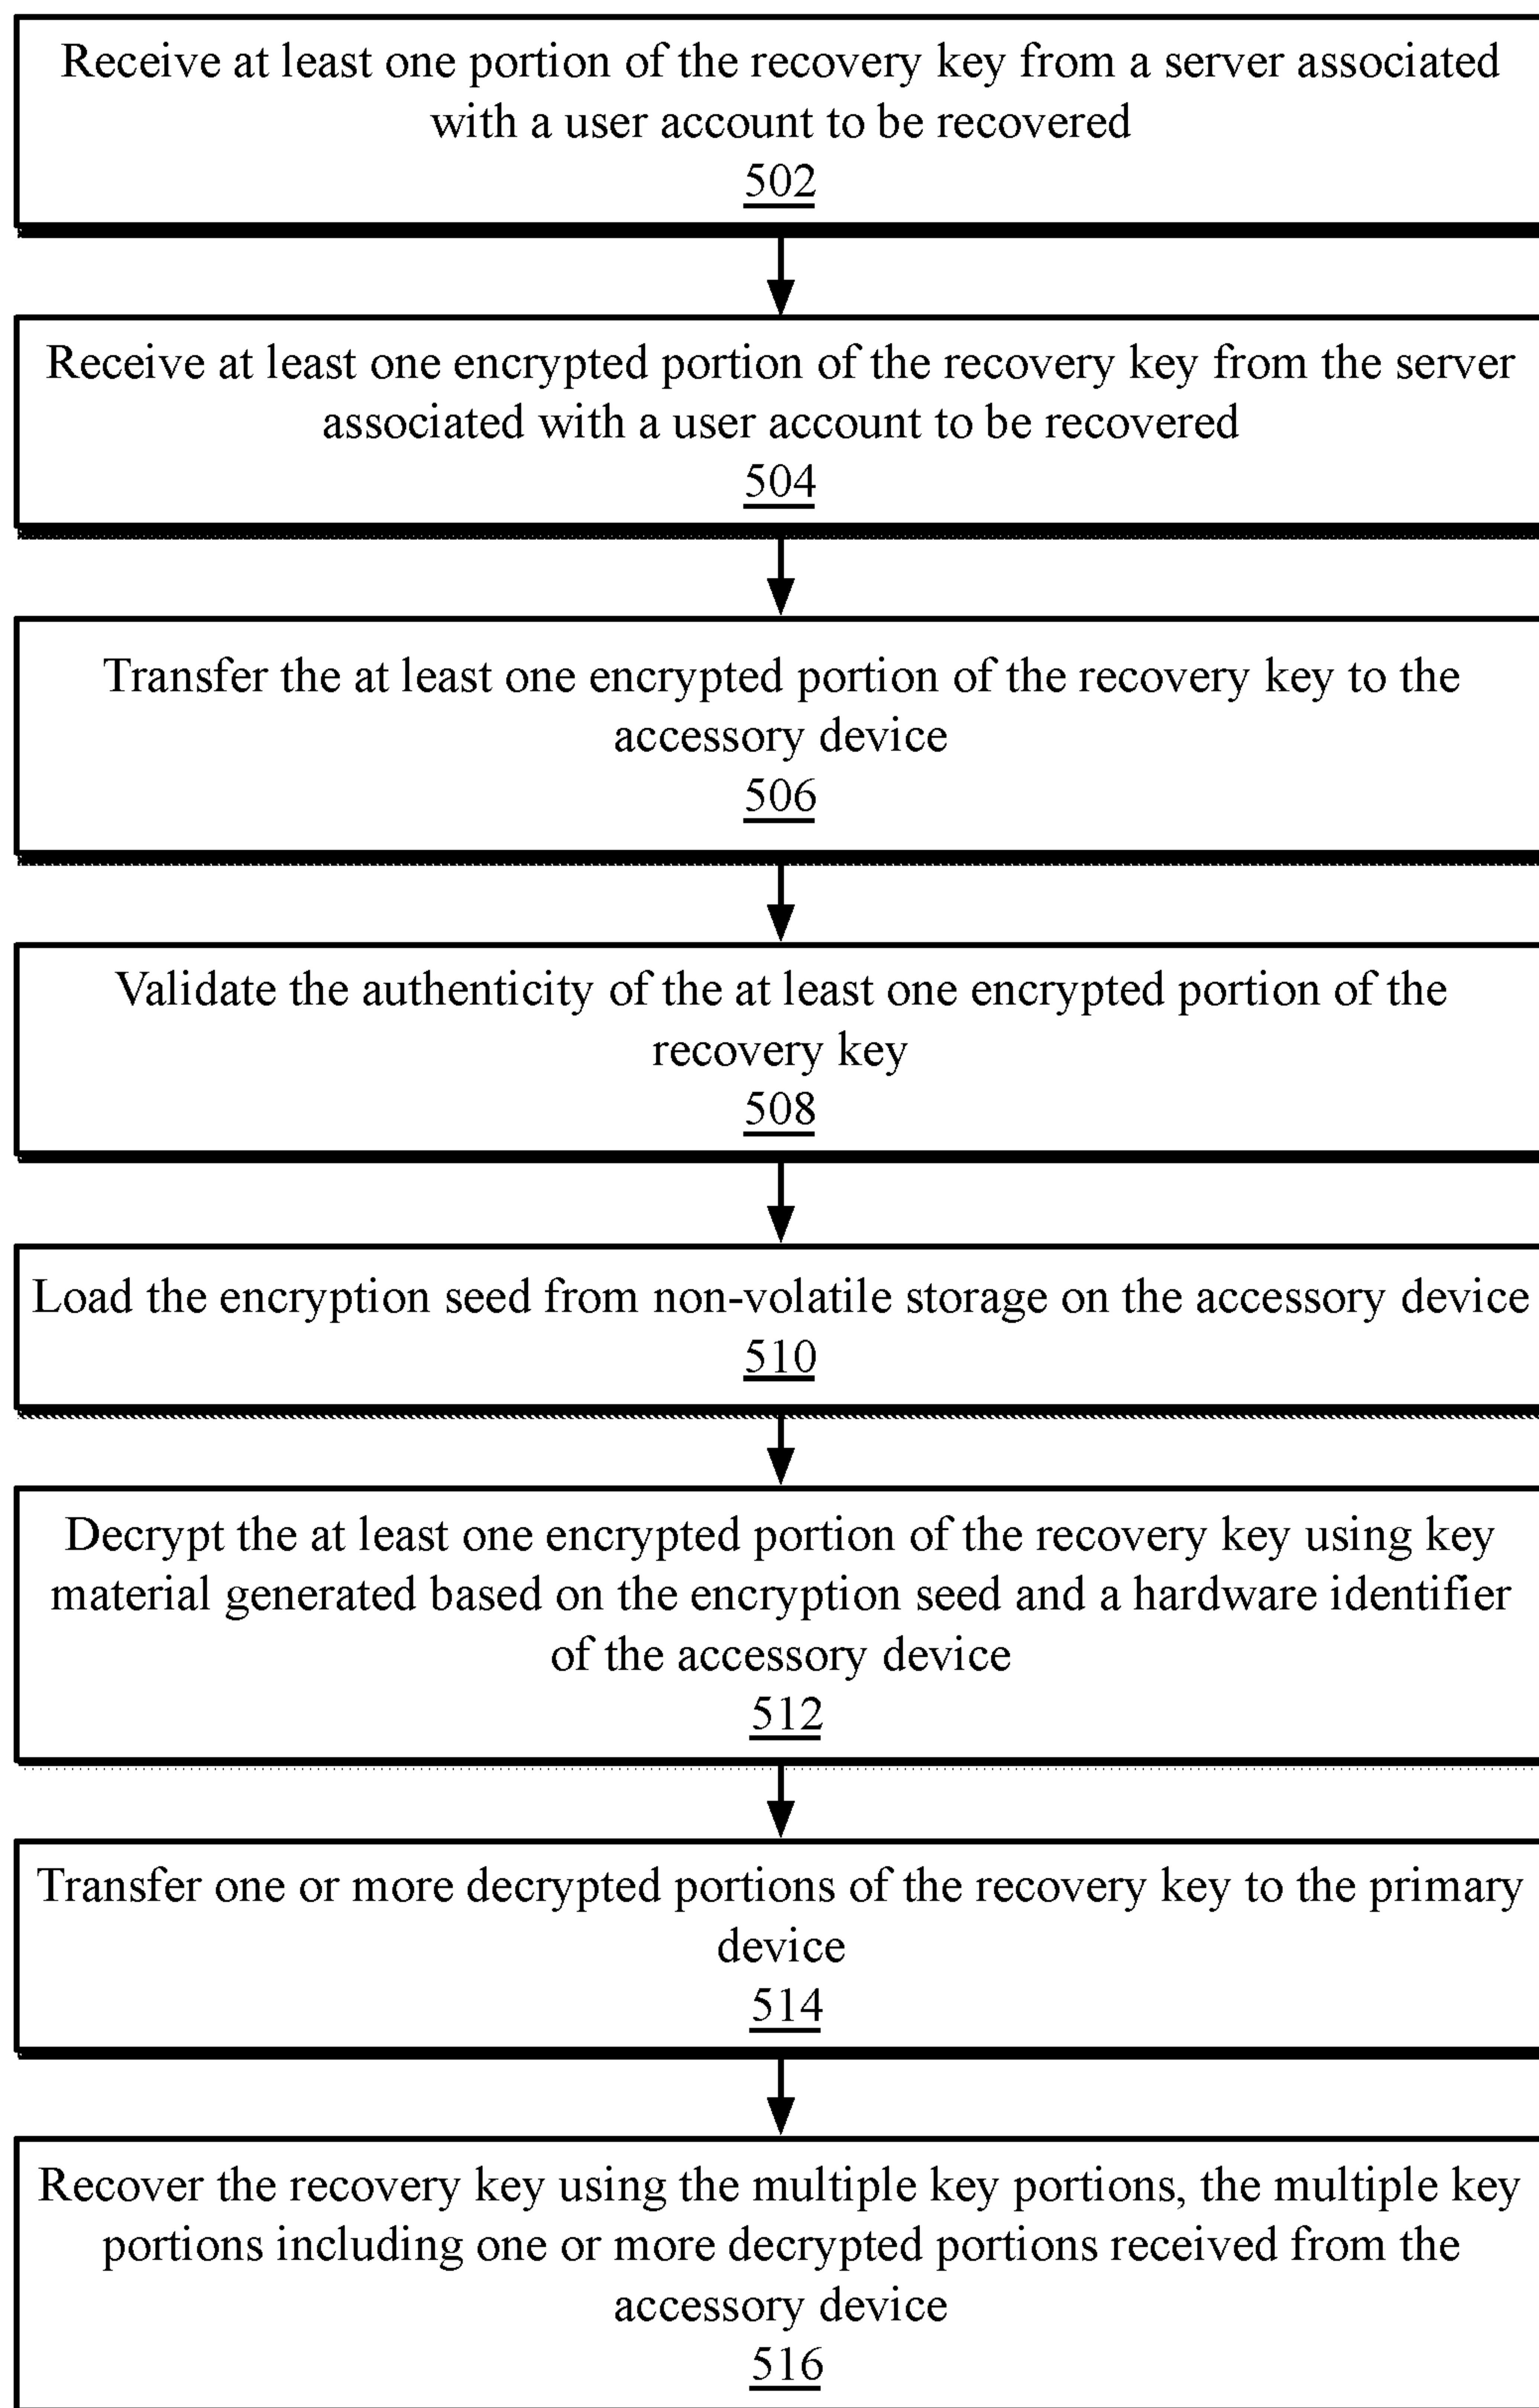 Receive at least one portion of the recovery key from a server associated
with a user account to be recovered
502
Receive at least one encrypted portion of the recovery key from the server
associated with a user account to be recovered
504
Transfer the at least one encrypted portion of the recovery key to the
accessory device
506
Validate the authenticity of the at least one encrypted portion of the
recovery key
508
Load the encryption seed from non-volatile storage on the accessory device
510
Decrypt the at least one encrypted portion of the recovery key using key
material generated based on the encryption seed and a hardware identifier
of the accessory device
512
Transfer one or more decrypted portions of the recovery key to the primary
device
514
Recover the recovery key using the multiple key portions, the multiple key
portions including one or more decrypted portions received from the
accessory device
516